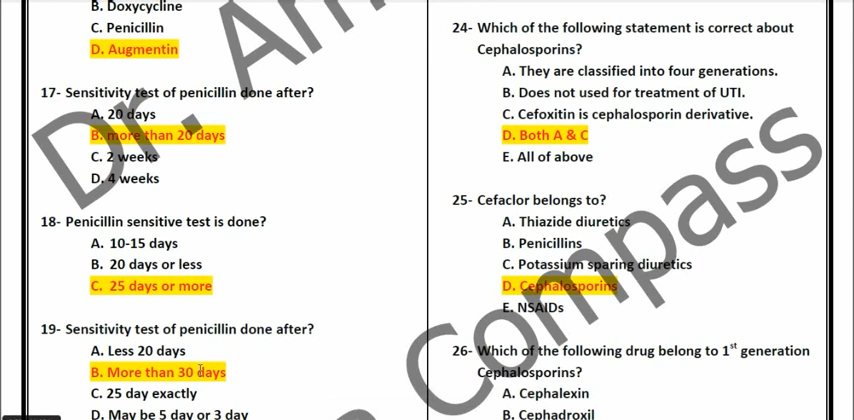 B. Doxycycline
C. Penicillin
D. Augmentin
17- Sensitivity test of penicillin done after?
A. 20 days
B. more than 20 days
C. 2 weeks
D. 4 weeks
18- Penicillin sensitive test is done?
A. 10-15 days
B. 20 days or less
C. 25 days or more
19- Sensitivity test of penicillin done after?
A. Less 20 days
B. More than 30 days
C. 25 day exactly
D. May be 5 day or 3 day
24- Which of the following statement is correct about
Cephalosporins?
A. They are classified into four generations.
B. Does not used for treatment of UTI.
C. Cefoxitin is cephalosporin derivative.
D. Both A & C
E. All of above
25- Cefaclor belongs to?
A. Thiazide diuretics
B. Penicillins
C. Potassium sparing diuretics
D. Cephalosporins
E. NSAIDs
26- Which of the following drug belong to 1st generation
Cephalosporins?
A. Cephalexin
B. Cephadroxil
Dr. Am
Compass